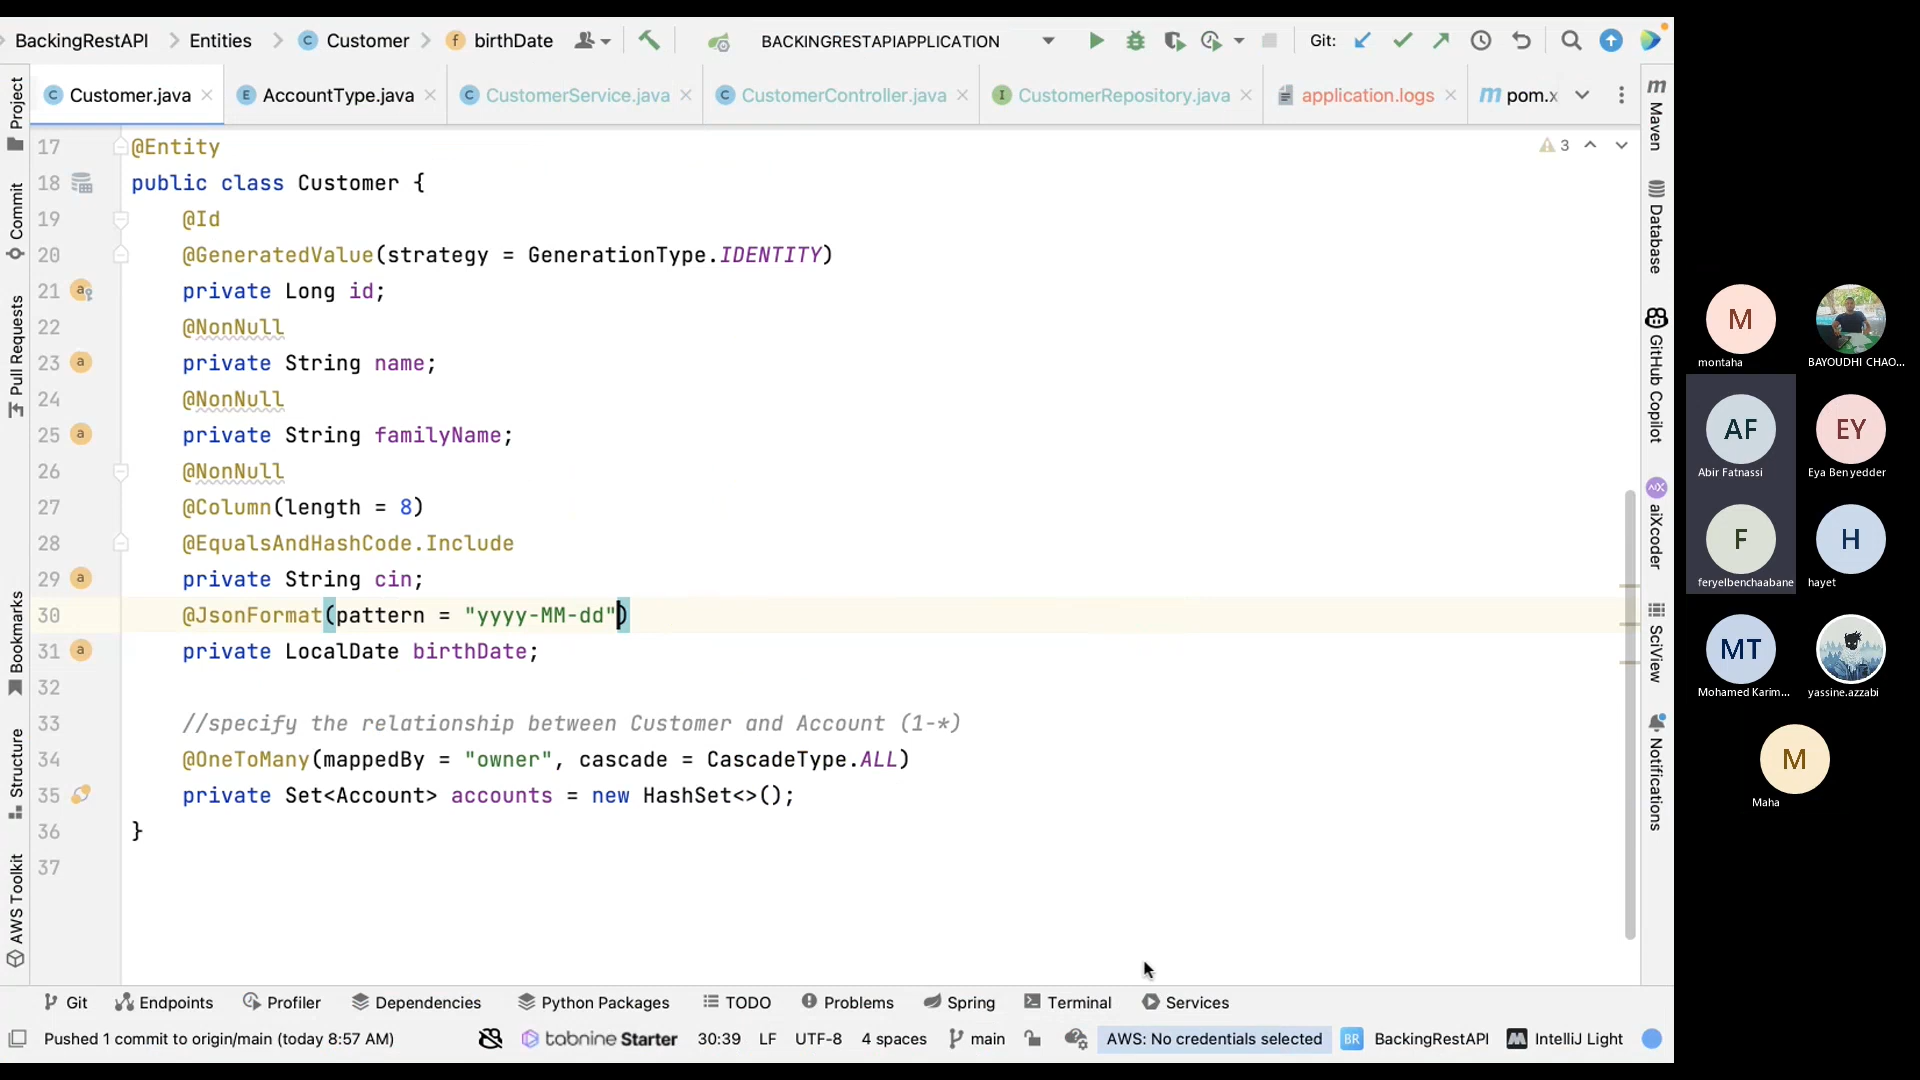 BackingRestAPI Entities C Customer f birthDate BACKINGRESTAPIAPPLICATION Git:
C Customer.java E AccountType.java C CustomerService.java C CustomerController.java I CustomerRepository.java application.logs m pom.x
Project
Commit
Pull Requests
Bookmarks
Structure
AWS Toolkit
3
17 @Entity
18 public class Customer {
19 @Id
20 @GeneratedValue(strategy = GenerationType.IDENTITY)
21 private Long id;
22 @NonNull
23 private String name;
24 @NonNull
25 private String familyName;
26 @NonNull
27 @Column(length = 8)
28 @EqualsAndHashCode.Include
29 private String cin;
30 @JsonFormat(pattern = "yyyy-MM-dd")
31 private LocalDate birthDate;
32
33 //specify the relationship between Customer and Account (1-*)
34 @OneToMany(mappedBy = "owner", cascade = CascadeType.ALL)
35 private Set<Account> accounts = new HashSet<>();
36 }
37
m Maven
Database
GitHub Copilot
aiXcoder
SciView
Notifications
Git Endpoints Profiler Dependencies Python Packages TODO Problems Spring Terminal Services
Pushed 1 commit to origin/main (today 8:57 AM) tabnine Starter 30:39 LF UTF-8 4 spaces main AWS: No credentials selected BR BackingRestAPI IntelliJ Light
M
montaha
BAYOUDHI CHAO...
AF
Abir Fatnassi
EY
Eya Ben yedder
F
feryelbenchaabane
H
hayet
MT
Mohamed Karim...
yassine.azzabi
M
Maha